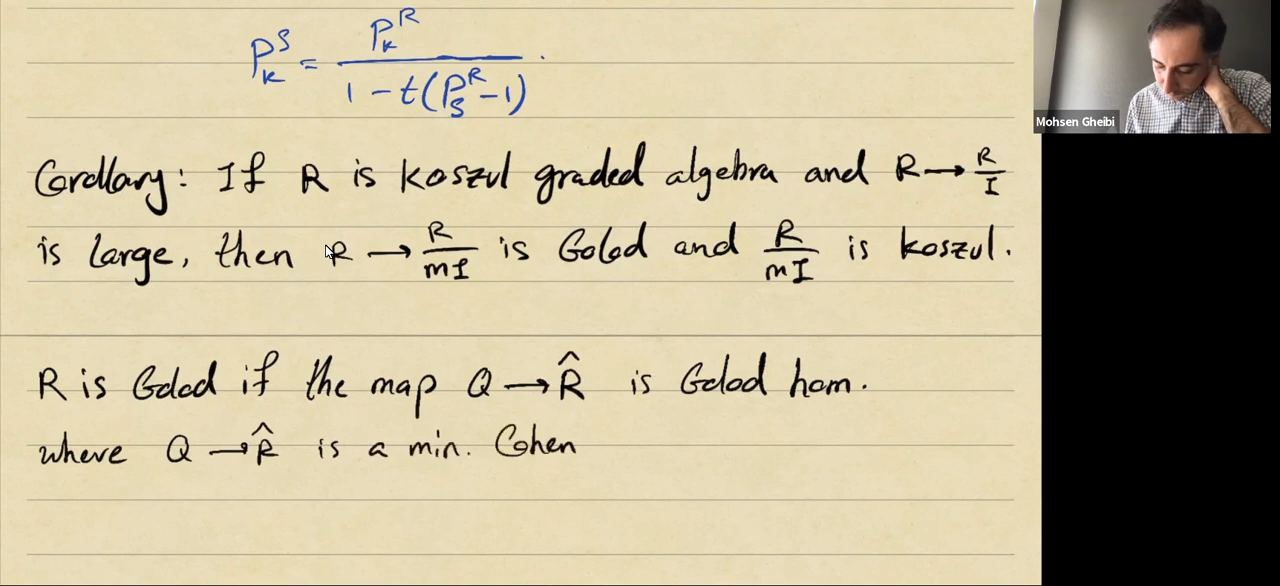 P_k^S = P_k^R / (1 - t(P_S^R - 1)) .
Mohsen Gheibi
Corollary: If R is Koszul graded algebra and R → R/I
is large, then R → R/mI is Golod and R/mI is Koszul.
R is Golod if the map Q → R̂ is Golod hom.
where Q → R̂ is a min. Cohen